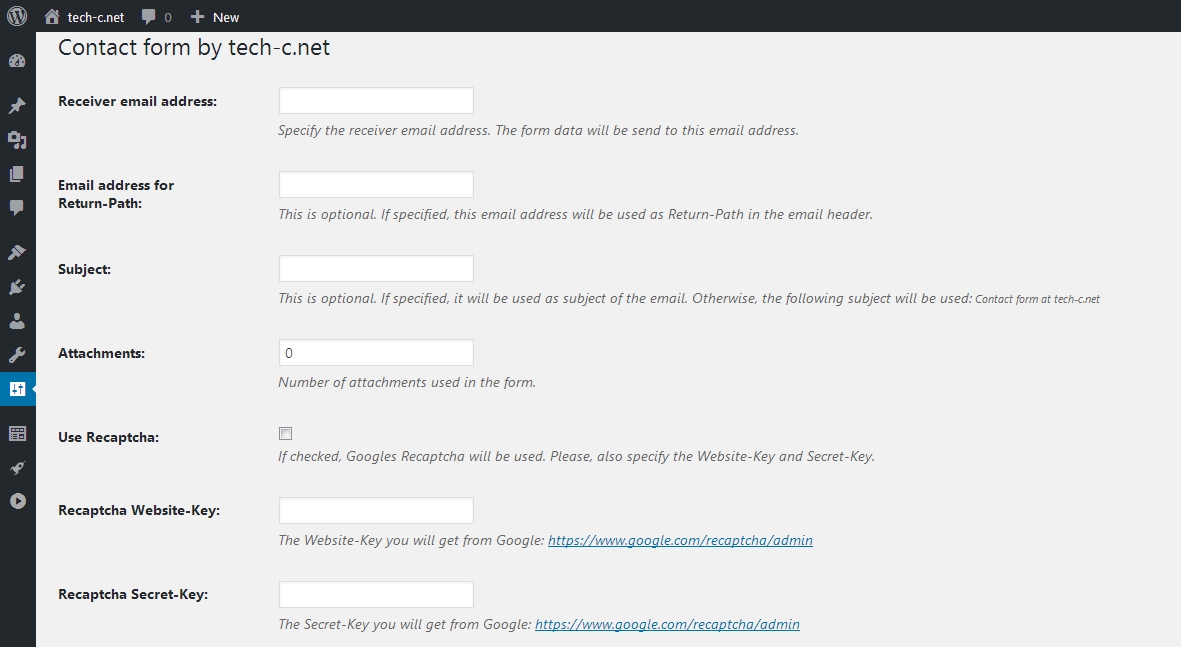 tech-c.net 0 New
Contact form by tech-c.net
Receiver email address:
Specify the receiver email address. The form data will be send to this email address.
Email address for
Return-Path:
This is optional. If specified, this email address will be used as Return-Path in the email header.
Subject:
This is optional. If specified, it will be used as subject of the email. Otherwise, the following subject will be used: Contact form at tech-c.net
Attachments:
0
Number of attachments used in the form.
Use Recaptcha:
If checked, Googles Recaptcha will be used. Please, also specify the Website-Key and Secret-Key.
Recaptcha Website-Key:
The Website-Key you will get from Google: https://www.google.com/recaptcha/admin
Recaptcha Secret-Key:
The Secret-Key you will get from Google: https://www.google.com/recaptcha/admin